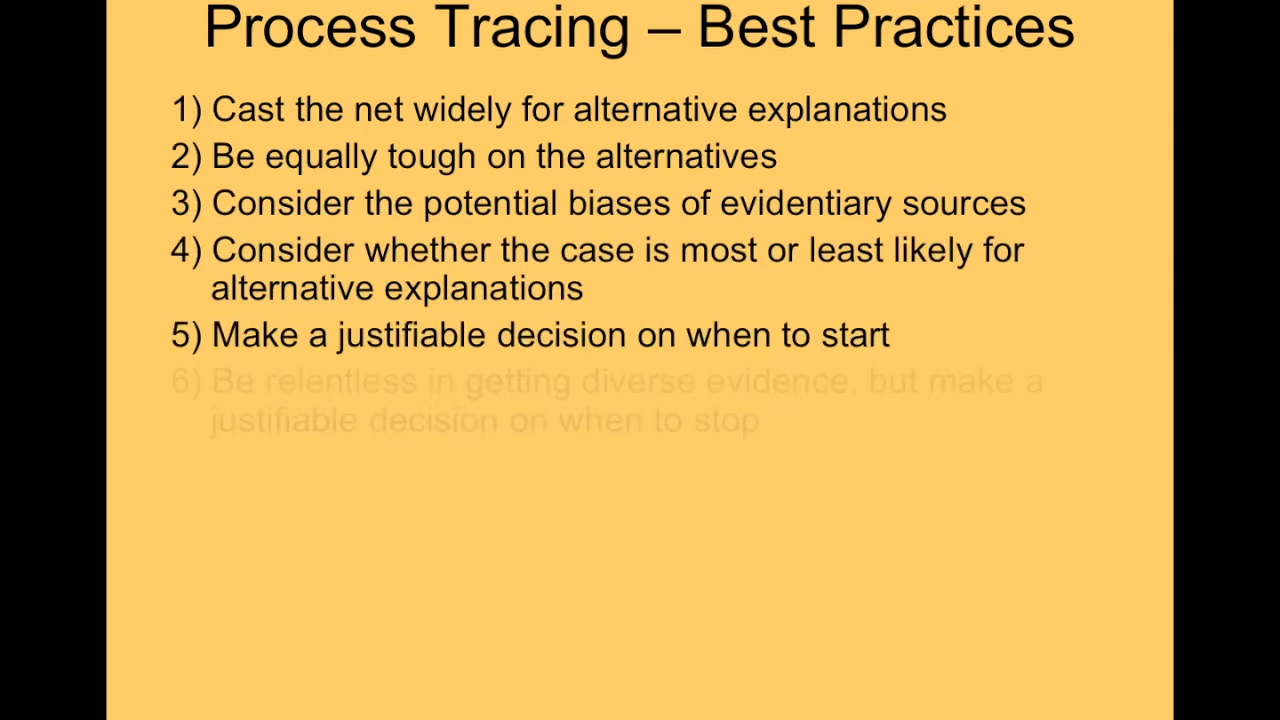 Process Tracing – Best Practices
1) Cast the net widely for alternative explanations
2) Be equally tough on the alternatives
3) Consider the potential biases of evidentiary sources
4) Consider whether the case is most or least likely for
alternative explanations
5) Make a justifiable decision on when to start
6) Be relentless in getting diverse evidence, but make a
justifiable decision on when to stop